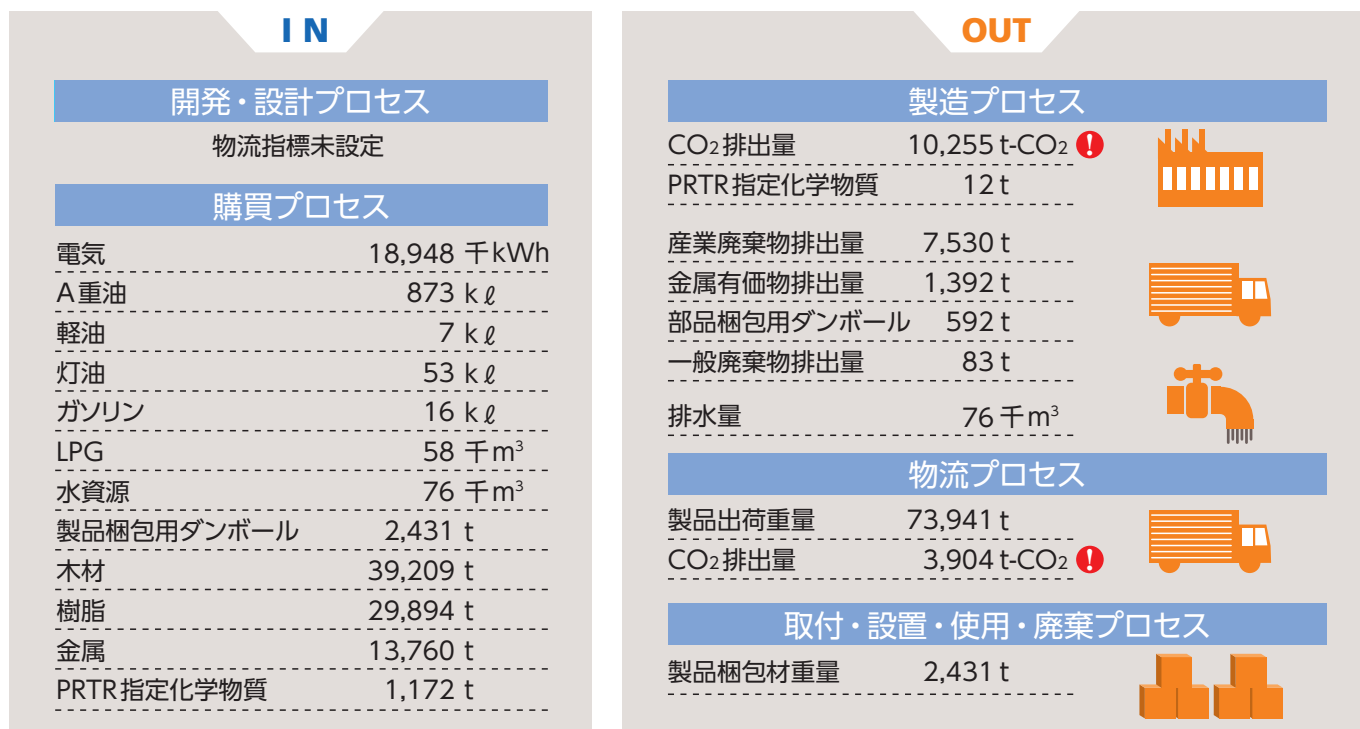 IN
開発・設計プロセス
物流指標未設定
購買プロセス
電気 18,948 千kWh
A重油 873 kℓ
軽油 7 kℓ
灯油 53 kℓ
ガソリン 16 kℓ
LPG 58 千m³
水資源 76 千m³
製品梱包用ダンボール 2,431 t
木材 39,209 t
樹脂 29,894 t
金属 13,760 t
PRTR指定化学物質 1,172 t
OUT
製造プロセス
CO₂排出量 10,255 t-CO₂ !
PRTR指定化学物質 12 t
産業廃棄物排出量 7,530 t
金属有価物排出量 1,392 t
部品梱包用ダンボール 592 t
一般廃棄物排出量 83 t
排水量 76 千m³
物流プロセス
製品出荷重量 73,941 t
CO₂排出量 3,904 t-CO₂ !
取付・設置・使用・廃棄プロセス
製品梱包材重量 2,431 t